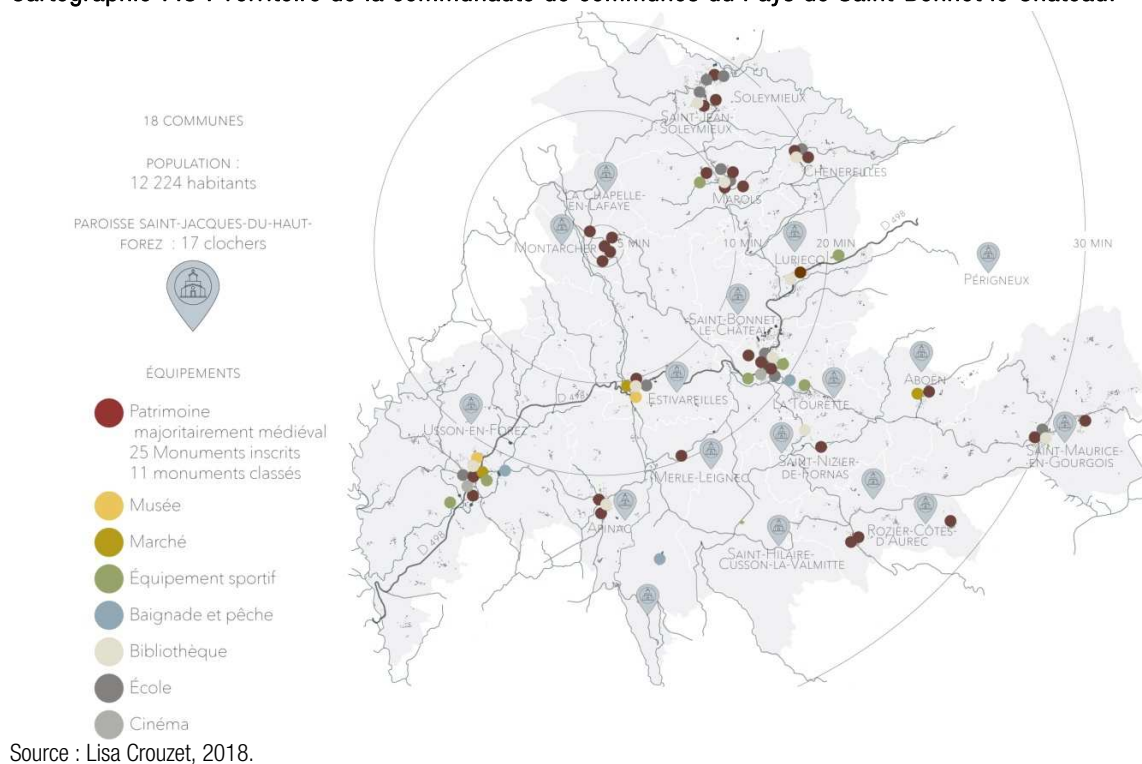 18 COMMUNES
POPULATION :
12 224 habitants
PAROISSE SAINT-JACQUES-DU-HAUT-
FOREZ : 17 clochers
ÉQUIPEMENTS
Patrimoine
majoritairement médiéval
25 Monuments inscrits
11 monuments classés
Musée
Marché
Équipement sportif
Baignade et pêche
Bibliothèque
École
Cinéma
SOLEYMIEUX
SAINT-JEAN-
SOLEYMIEUX
CHENEREILLES
LA CHAPELLE-
EN-LAFAYE
MAROLS
D 498
MONTARCHER
5 MIN
10 MIN
20 MIN
30 MIN
LURIECQ
PÉRIGNEUX
SAINT-BONNET-
LE-CHÂTEAU
ABOËN
D 498
ESTIVAREILLES
LA TOURETTE
USSON-EN-FOREZ
SAINT-MAURICE-
EN-GOURGOIS
SAINT-NIZIER-
DE-FORNAS
MERLE-LEIGNEC
APINAC
ROZIER-CÔTES-
D'AUREC
D 498
SAINT-HILAIRE-
CUSSON-LA-VALMITTE
Source : Lisa Crouzet, 2018.